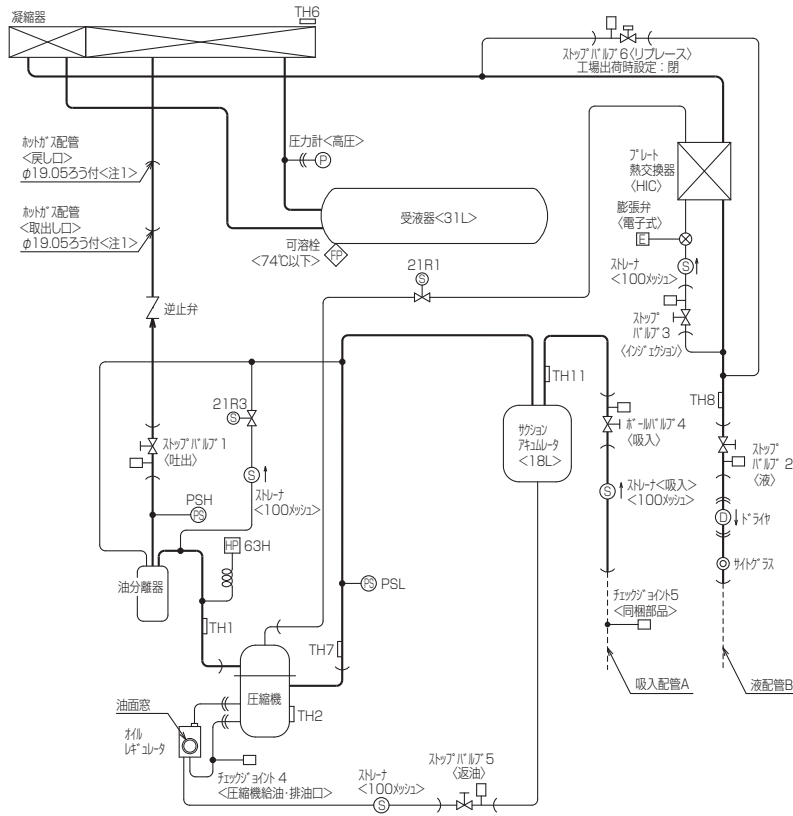 凝縮器
TH6
ストップバルブ6〈リプレース〉
工場出荷時設定：閉
ホットガス配管
<戻し口>
φ19.05ろう付<注1>
圧力計<高圧>
P
プレート
熱交換器
〈HIC〉
ホットガス配管
<取出し口>
φ19.05ろう付<注1>
受液器<31L>
膨張弁
〈電子式〉
E
可溶栓
<74℃以下>
FP
21R1
S
ストレーナ
<100メッシュ>
S
逆止弁
ストップ
バルブ3
〈インジェクション〉
TH11
TH8
21R3
S
サクション
アキュムレータ
<18L>
ボールバルブ4
〈吸入〉
ストップバルブ1
〈吐出〉
ストップ
バルブ2
〈液〉
S
ストレーナ
<100メッシュ>
S
ストレーナ<吸入>
<100メッシュ>
PSH
PS
D
ドライヤ
HP
63H
サイトグラス
油分離器
PS
PSL
チェックジョイント5
<同梱部品>
TH1
TH7
吸入配管A
液配管B
圧縮機
TH2
油面窓
オイル
レギュレータ
チェックジョイント4
<圧縮機給油・排油口>
ストレーナ
<100メッシュ>
S
ストップバルブ5
〈返油〉